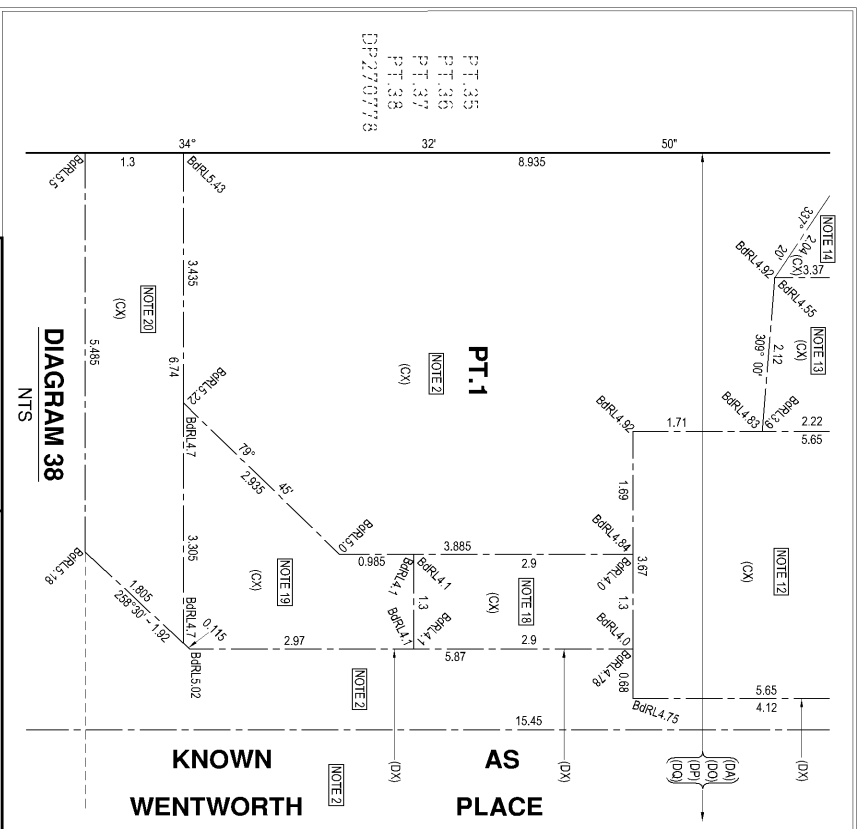 PT.35
PT.36
PT.37
PT.38
DP270778
34°
32'
50"
1.3
8.935
BdRL5.5
BdRL5.43
337° 20'
2.04
(CX)
NOTE 14
3.37
BdRL4.92
BdRL4.55
NOTE 13
(CX)
2.12
309° 00'
BdRL4.83
BdRL3.9
2.22
5.65
1.71
BdRL4.92
3.435
6.74
NOTE 20
(CX)
5.485
DIAGRAM 38
NTS
PT.1
NOTE 2
(CX)
BdRL5.22
BdRL4.7
79° 45'
2.935
3.305
BdRL5.0
0.985
3.885
2.9
BdRL4.1
BdRL4.1
1.3
BdRL4.1
BdRL4.1
NOTE 18
(CX)
NOTE 19
(CX)
1.69
BdRL4.84
BdRL4.0
3.67
1.3
BdRL4.0
BdRL4.78
0.68
BdRL4.75
NOTE 12
(CX)
BdRL5.18
1.805
258°30' ~ 1.92
BdRL4.7
0.115
BdRL5.02
2.97
5.87
2.9
NOTE 2
5.65
4.12
15.45
(DX)
(DX)
(DX)
(DA)
(DO)
(DP)
(DQ)
KNOWN AS
NOTE 2
WENTWORTH PLACE